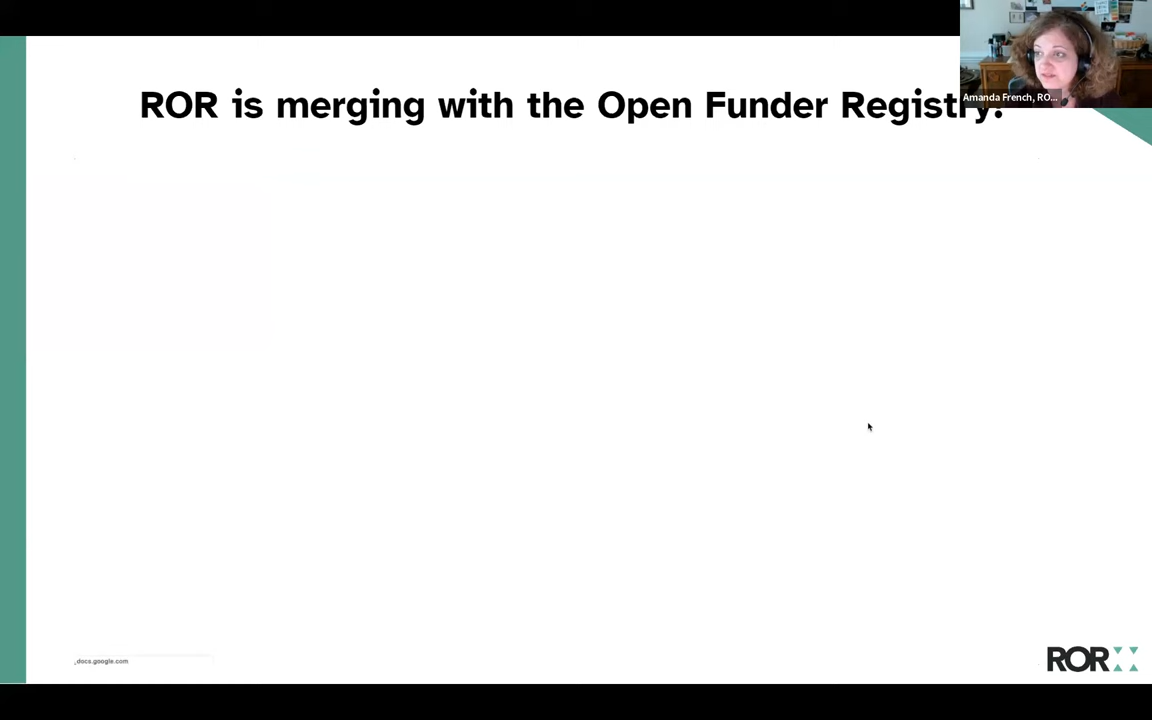 ROR is merging with the Open Funder Registry.
Amanda French, RO...
docs.google.com
ROR